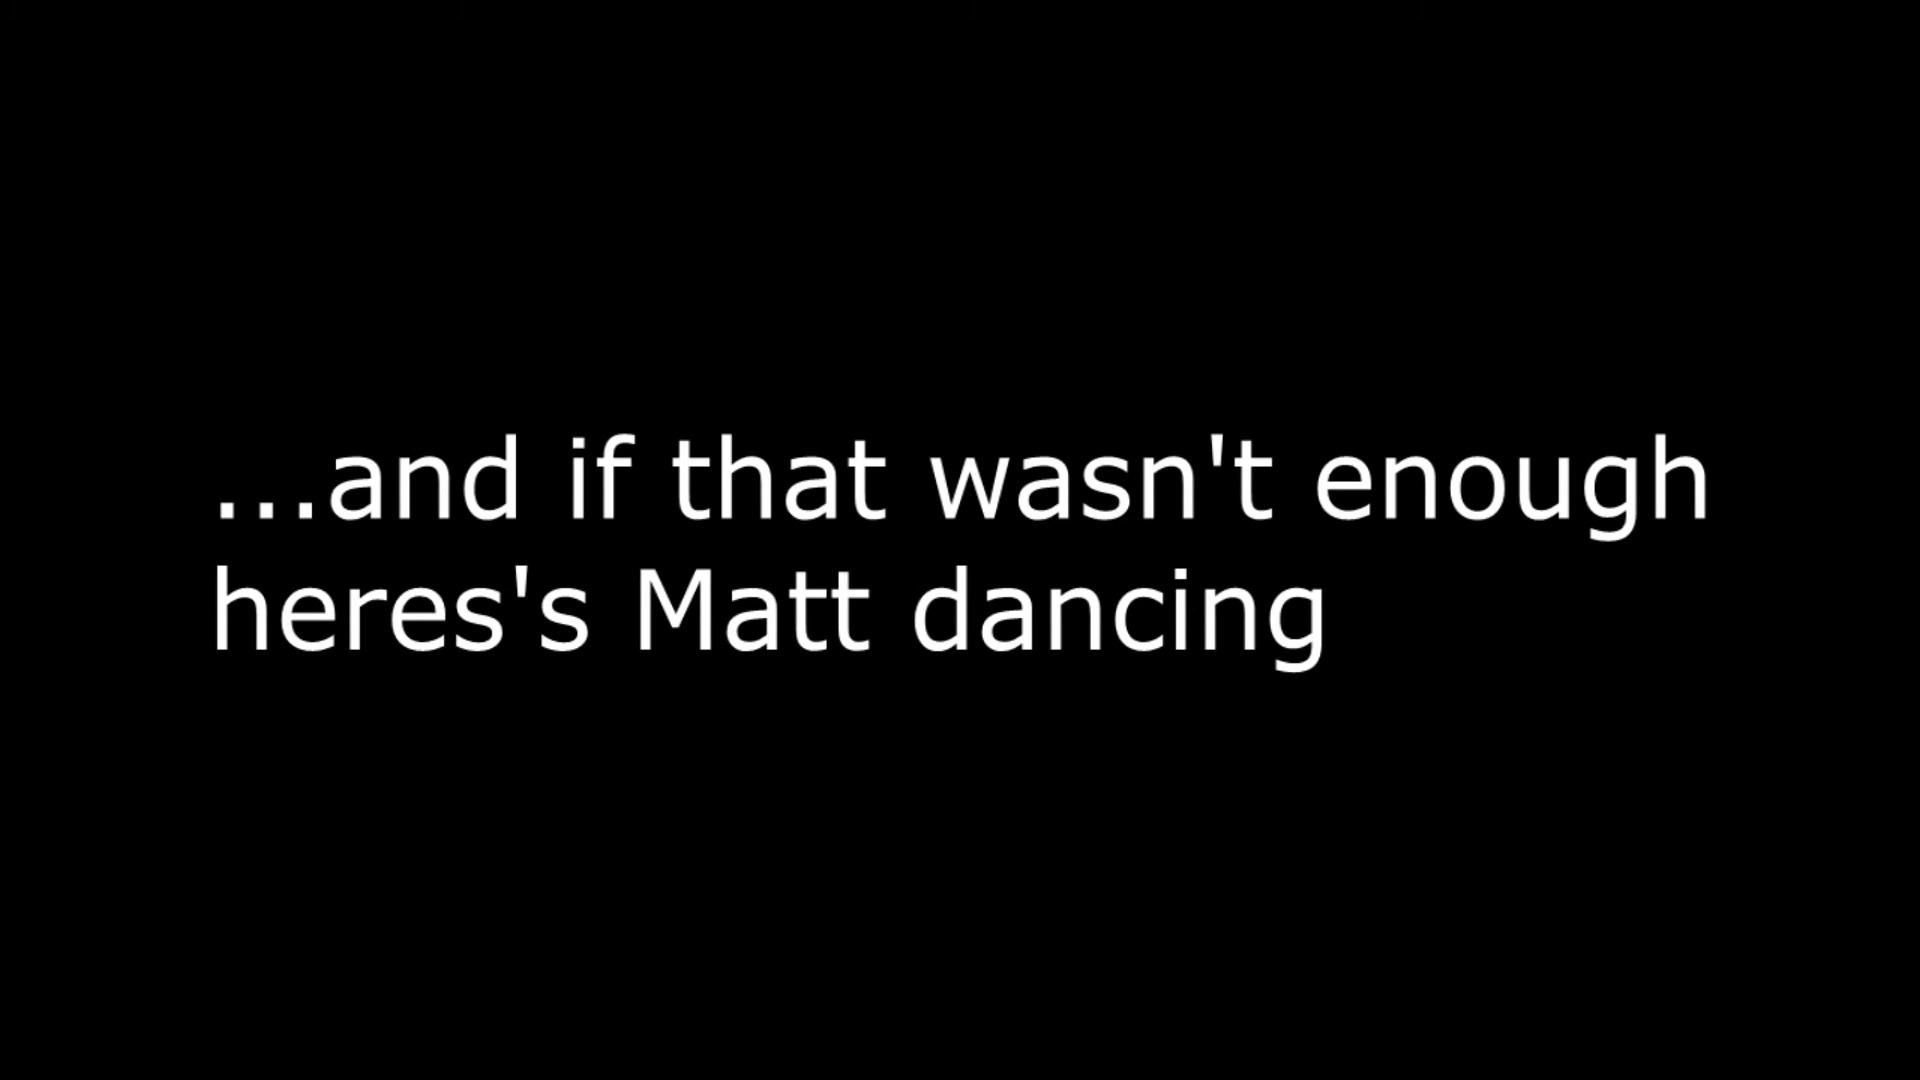 ...and if that wasn't enough
heres's Matt dancing